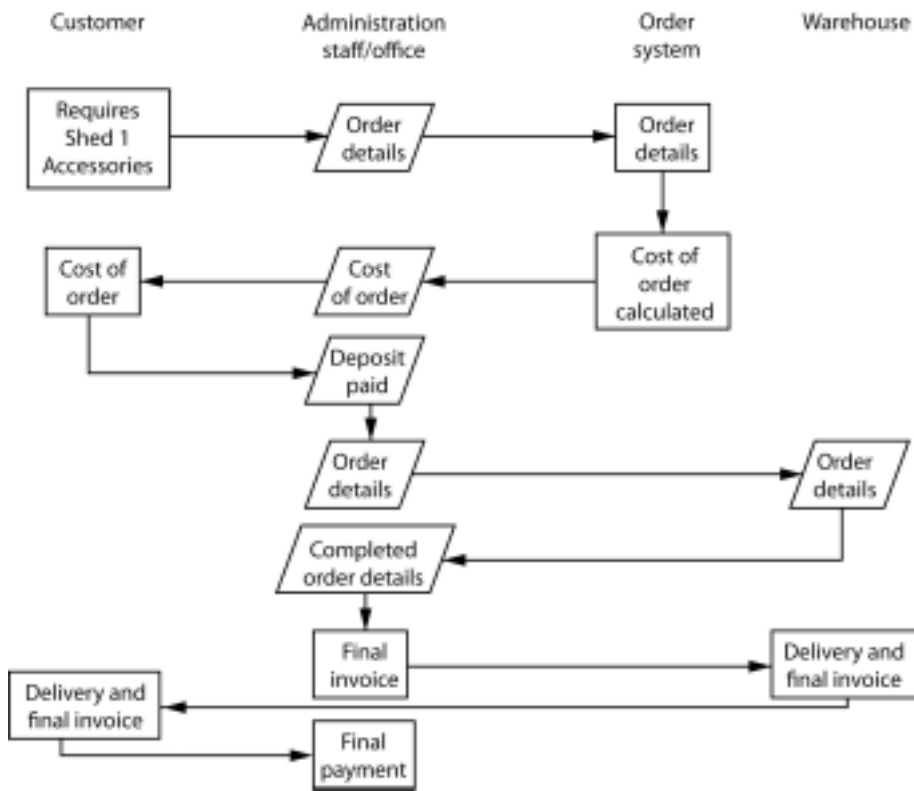 Customer
Administration
staff/office
Order
system
Warehouse
Requires
Shed 1
Accessories
Order
details
Order
details
Cost of
order
Cost
of order
Cost of
order
calculated
Deposit
paid
Order
details
Order
details
Completed
order details
Final
invoice
Delivery and
final invoice
Delivery and
final invoice
Final
payment